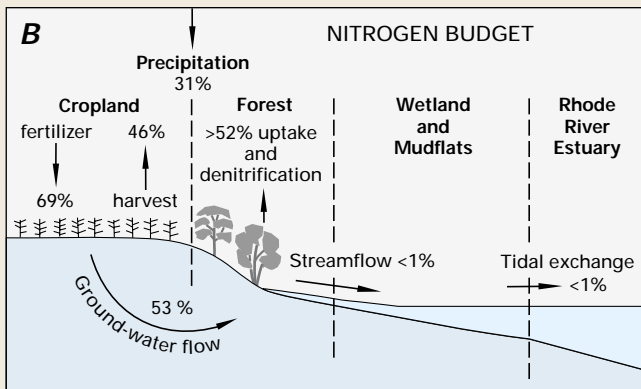 B
NITROGEN BUDGET
Precipitation
31%
Cropland
fertilizer
69%
46%
harvest
Forest
>52% uptake
and
denitrification
Wetland
and
Mudflats
Rhode
River
Estuary
Streamflow <1%
Tidal exchange
<1%
53 %
Ground-water flow